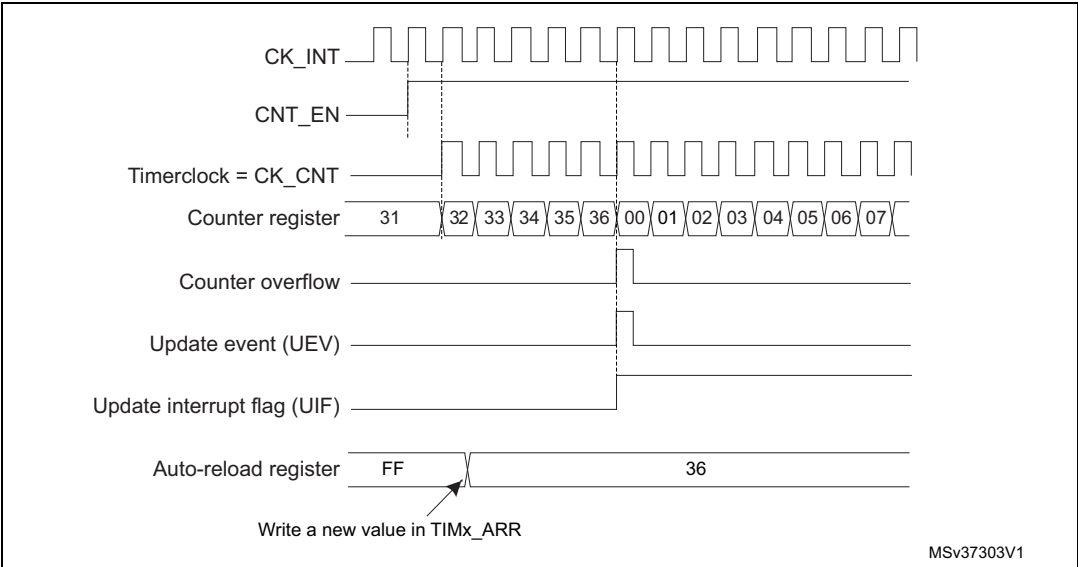 CK_INT
CNT_EN
Timerclock = CK_CNT
Counter register 31 32 33 34 35 36 00 01 02 03 04 05 06 07
Counter overflow
Update event (UEV)
Update interrupt flag (UIF)
Auto-reload register FF 36
Write a new value in TIMx_ARR
MSv37303V1